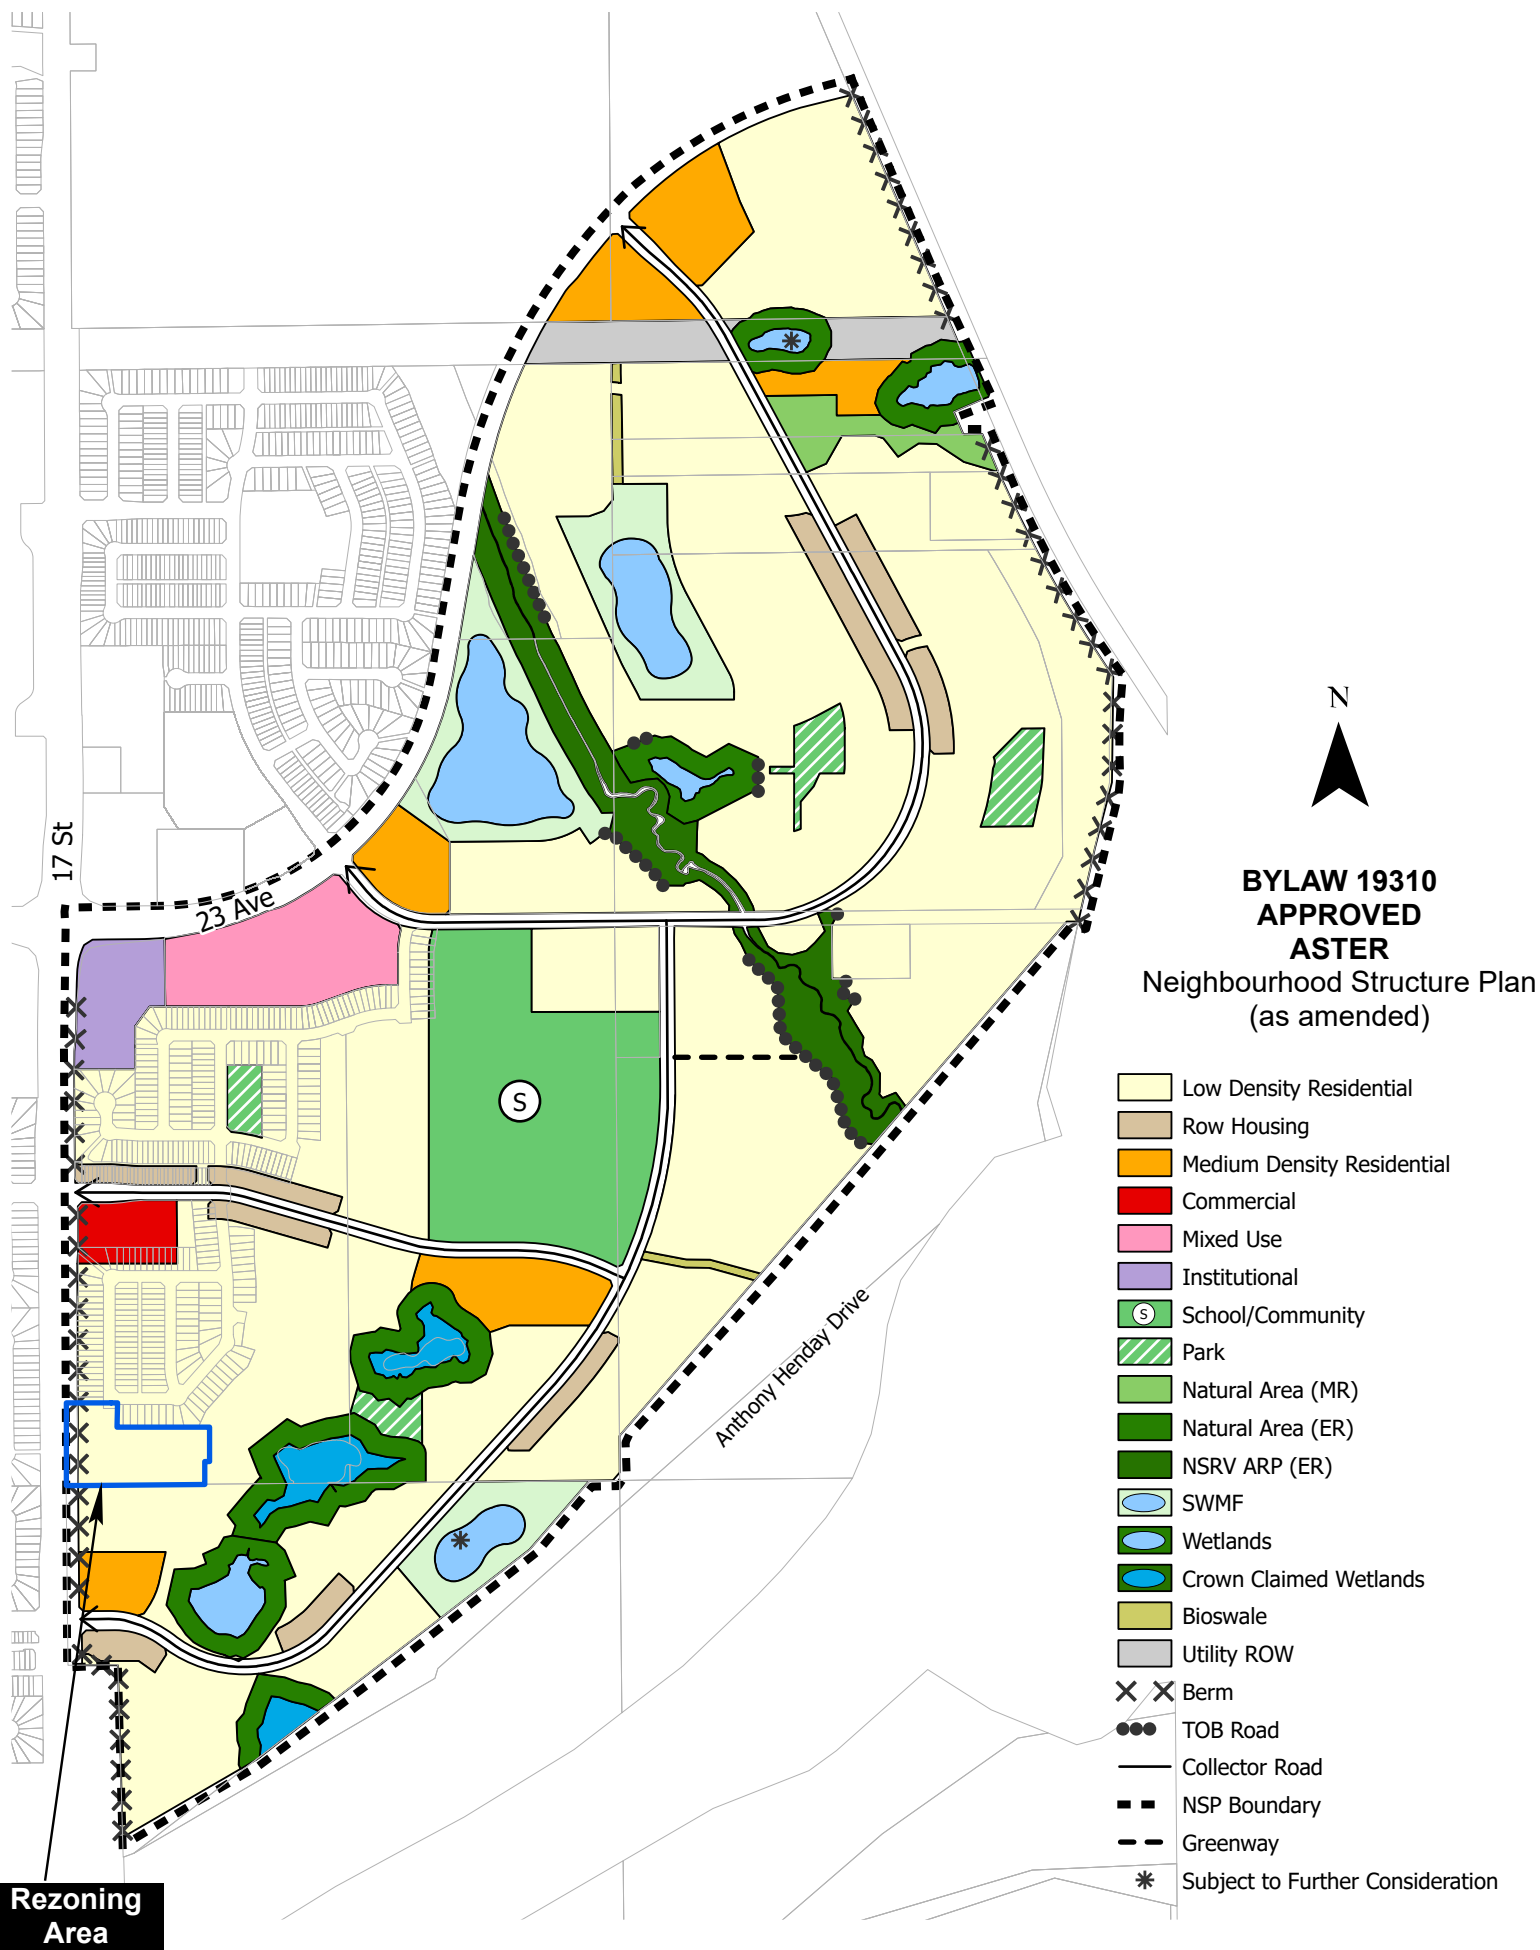 17 St
23 Ave
S
Anthony Henday Drive
Rezoning
Area
N
BYLAW 19310
APPROVED
ASTER
Neighbourhood Structure Plan
(as amended)
Low Density Residential
Row Housing
Medium Density Residential
Commercial
Mixed Use
Institutional
S School/Community
Park
Natural Area (MR)
Natural Area (ER)
NSRV ARP (ER)
SWMF
Wetlands
Crown Claimed Wetlands
Bioswale
Utility ROW
Berm
TOB Road
Collector Road
NSP Boundary
Greenway
Subject to Further Consideration